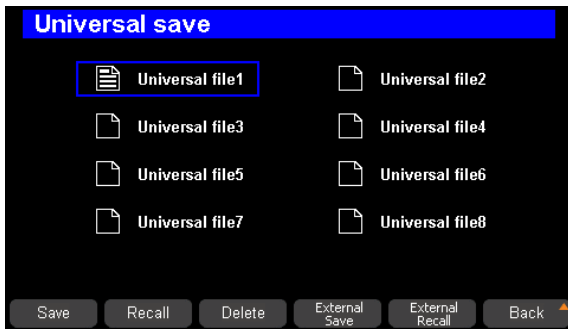 Universal save
Universal file1 Universal file2
Universal file3 Universal file4
Universal file5 Universal file6
Universal file7 Universal file8
Save Recall Delete External Save External Recall Back